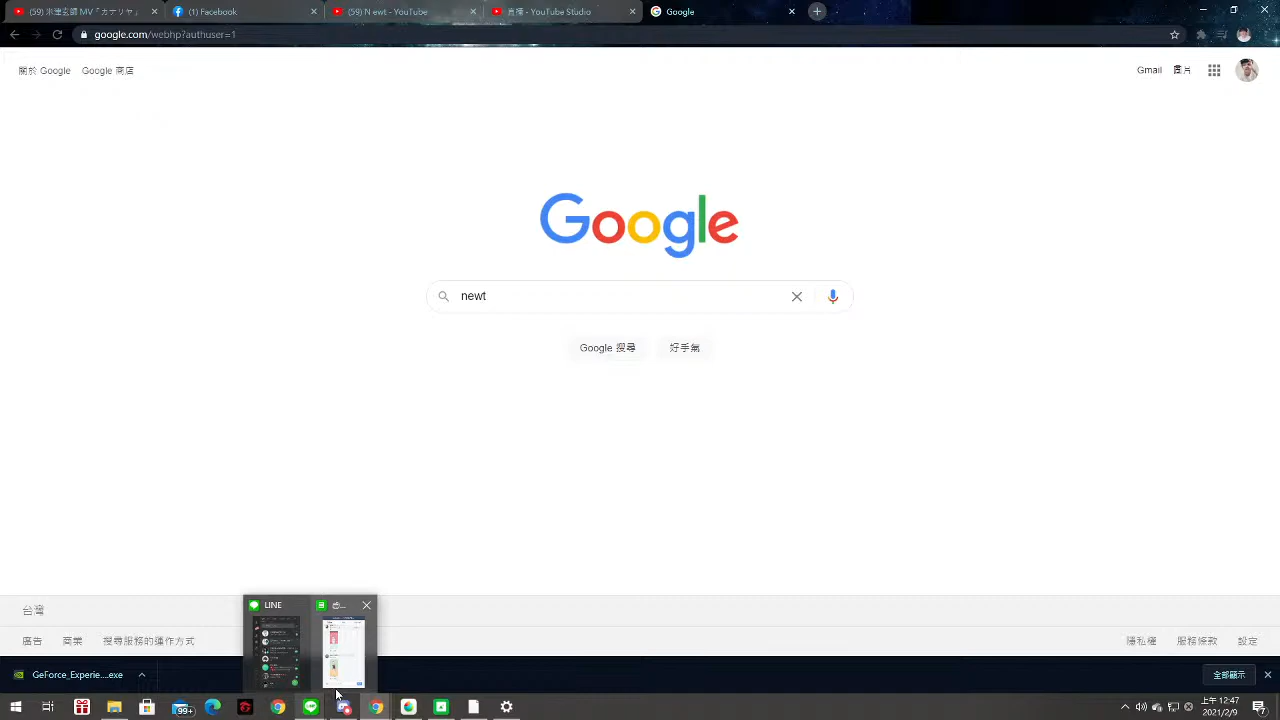 (59) 米津玄師 MV「カナリヤ」
(1) Facebook
(59) N ewt - YouTube
直播 - YouTube Studio
Google
google.com/webhp?authuser=1
關於 Google
Google 商店
Gmail
圖片
Google
newt
Google 搜尋
好手氣
LINE
台灣
廣告
商業
搜尋服務的運作方式
隱私權
服務條款
設定
GeForce_Experience....exe
全部顯示
99+
上午 12:47
2021/2/27